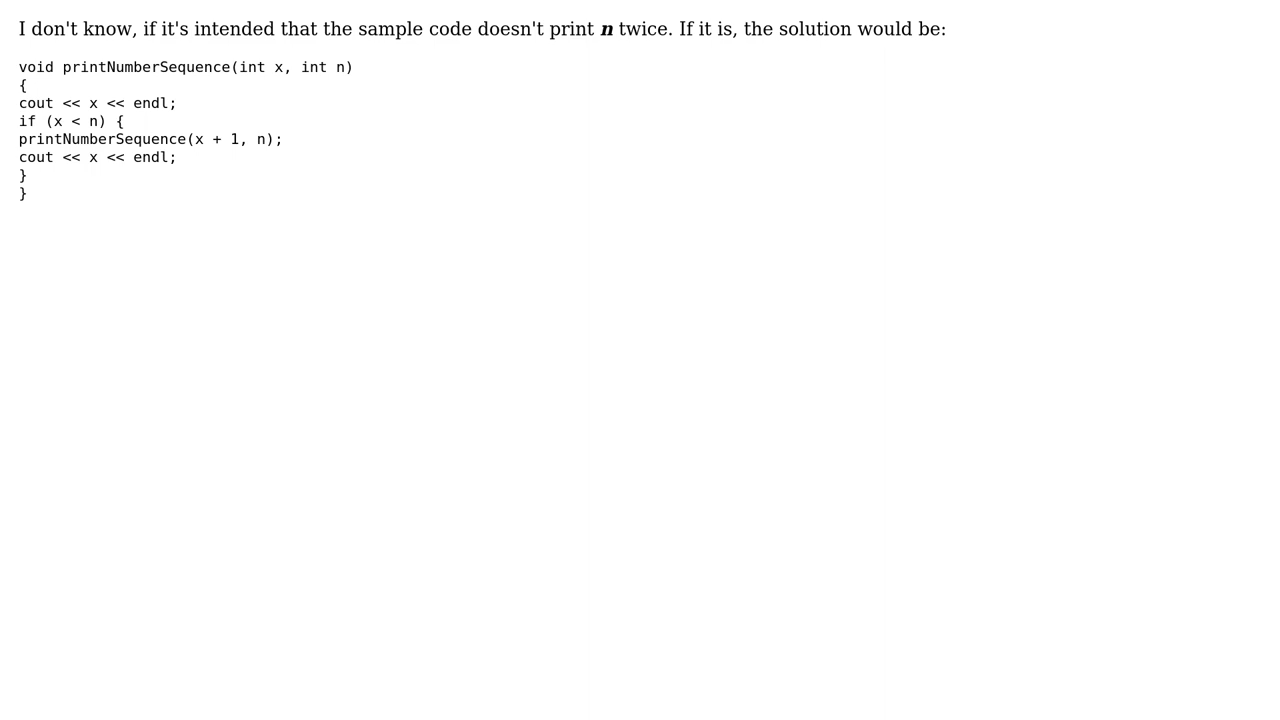 I don't know, if it's intended that the sample code doesn't print n twice. If it is, the solution would be:
void printNumberSequence(int x, int n)
{
cout << x << endl;
if (x < n) {
printNumberSequence(x + 1, n);
cout << x << endl;
}
}